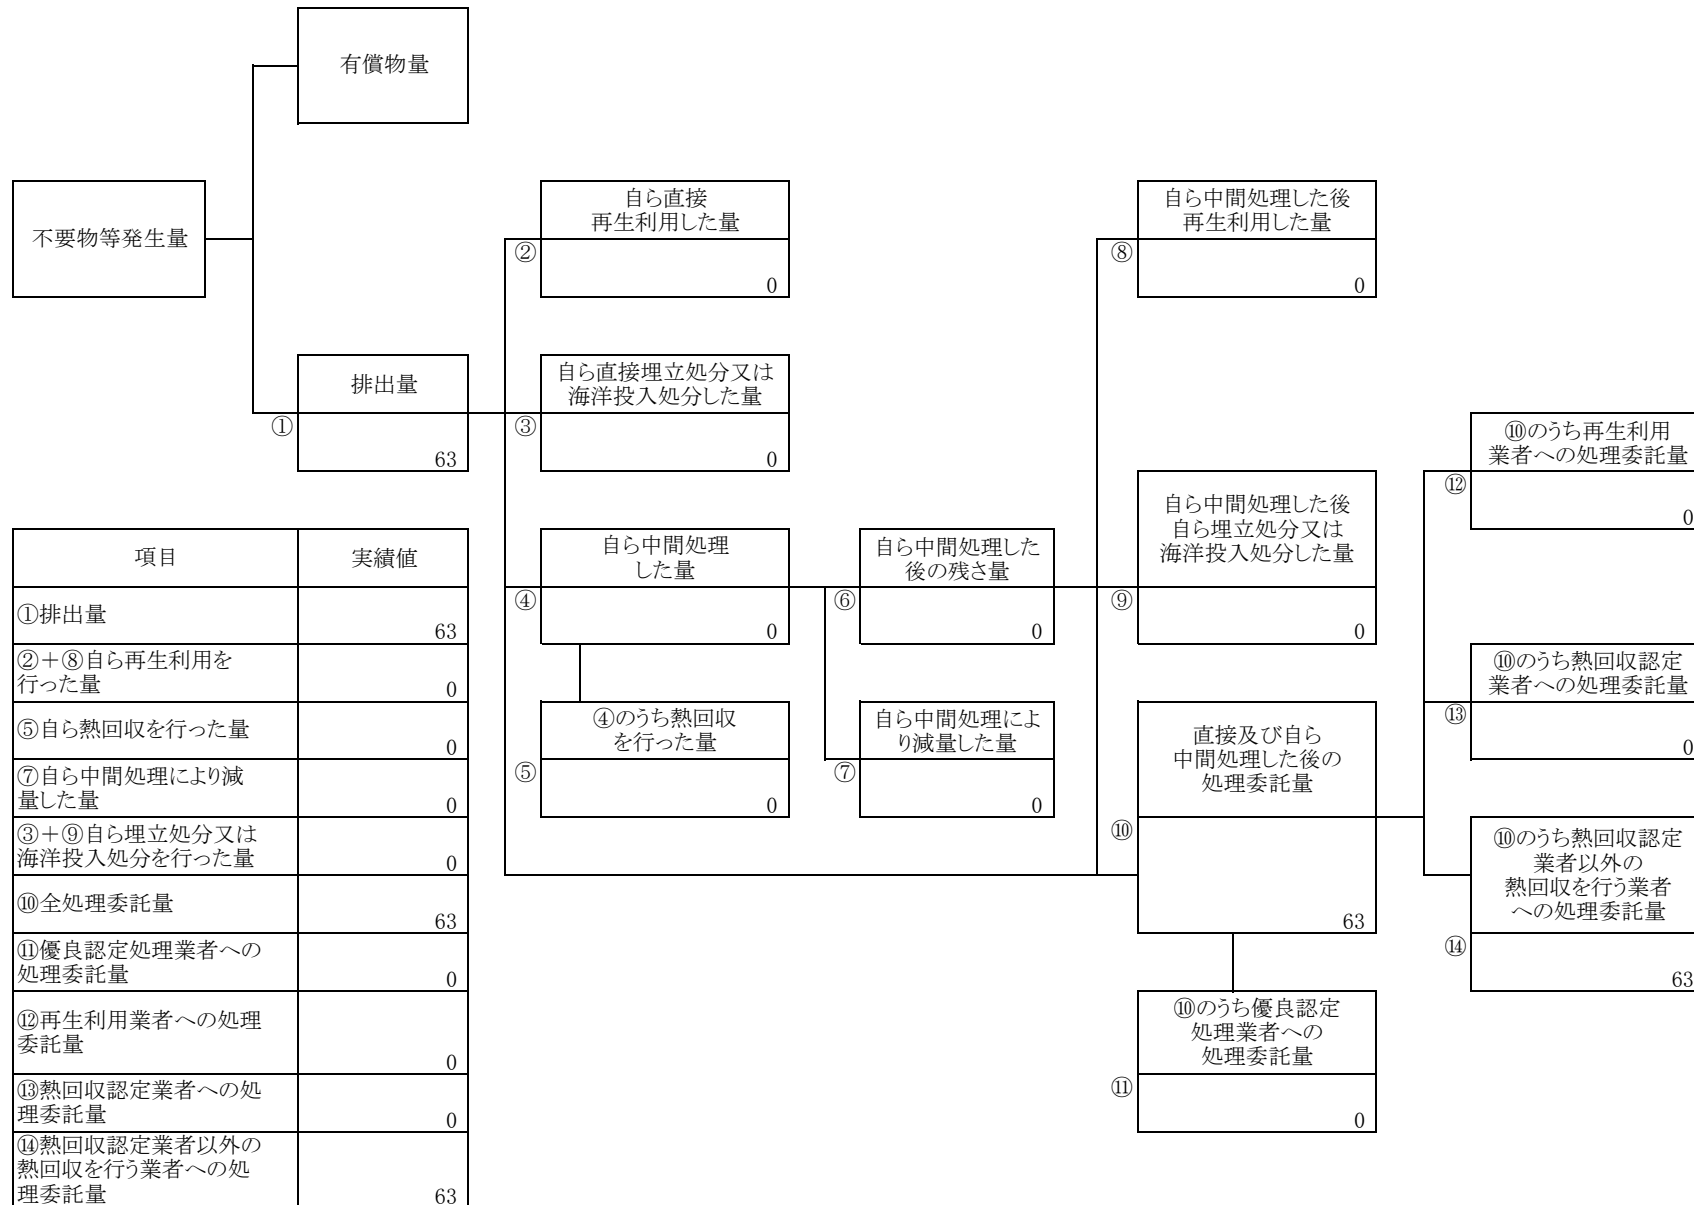 有償物量
不要物等発生量
自ら直接
再生利用した量
②
0
自ら中間処理した後
再生利用した量
⑧
0
排出量
①
63
自ら直接埋立処分又は
海洋投入処分した量
③
0
⑩のうち再生利用
業者への処理委託量
⑫
0
自ら中間処理
した量
④
0
自ら中間処理した
後の残さ量
⑥
0
自ら中間処理した後
自ら埋立処分又は
海洋投入処分した量
⑨
0
⑩のうち熱回収認定
業者への処理委託量
⑬
0
④のうち熱回収
を行った量
⑤
0
自ら中間処理によ
り減量した量
⑦
0
直接及び自ら
中間処理した後の
処理委託量
⑩
63
⑩のうち熱回収認定
業者以外の
熱回収を行う業者
への処理委託量
⑭
63
⑩のうち優良認定
処理業者への
処理委託量
⑪
0
項目 実績値
①排出量
63
②+⑧自ら再生利用を
行った量
0
⑤自ら熱回収を行った量
0
⑦自ら中間処理により減
量した量
0
③+⑨自ら埋立処分又は
海洋投入処分を行った量
0
⑩全処理委託量
63
⑪優良認定処理業者への
処理委託量
0
⑫再生利用業者への処理
委託量
0
⑬熱回収認定業者への処
理委託量
0
⑭熱回収認定業者以外の
熱回収を行う業者への処
理委託量
63